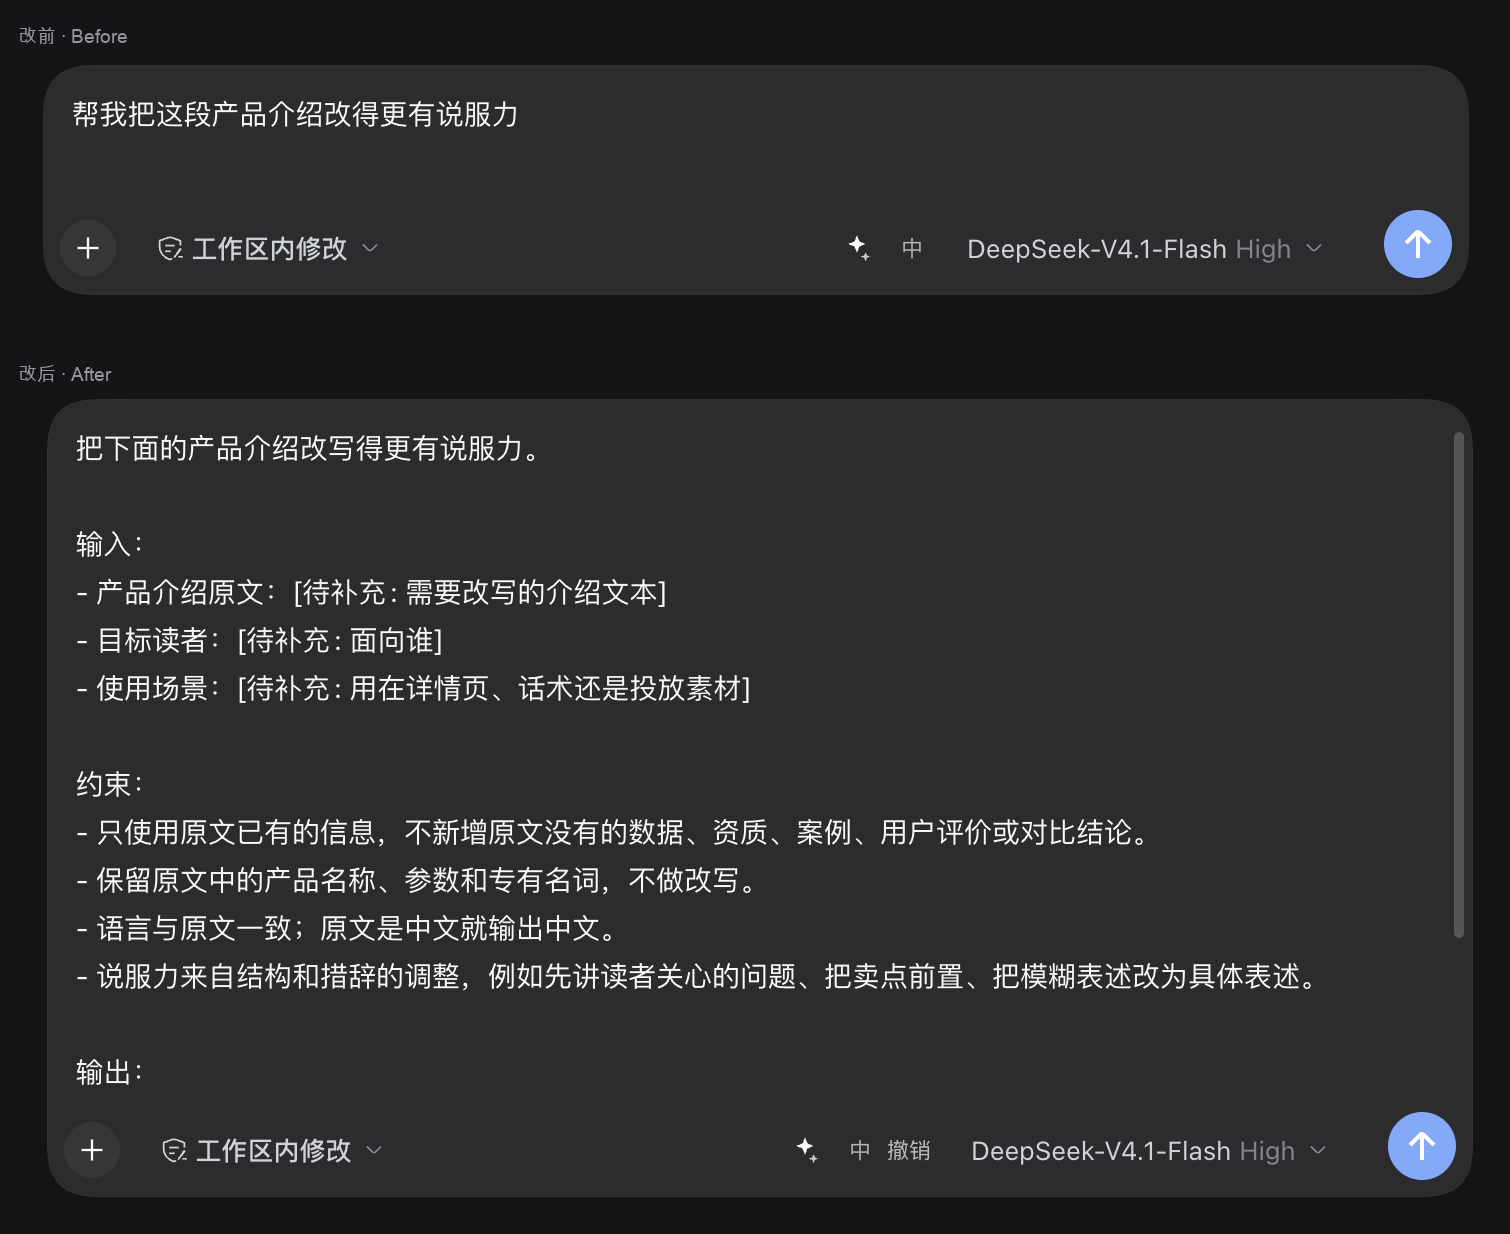 改前 · Before
帮我把这段产品介绍改得更有说服力
工作区内修改
中
DeepSeek-V4.1-Flash High
改后 · After
把下面的产品介绍改写得更有说服力。
输入：
- 产品介绍原文：[待补充：需要改写的介绍文本]
- 目标读者：[待补充：面向谁]
- 使用场景：[待补充：用在详情页、话术还是投放素材]
约束：
- 只使用原文已有的信息，不新增原文没有的数据、资质、案例、用户评价或对比结论。
- 保留原文中的产品名称、参数和专有名词，不做改写。
- 语言与原文一致；原文是中文就输出中文。
- 说服力来自结构和措辞的调整，例如先讲读者关心的问题、把卖点前置、把模糊表述改为具体表述。
输出：
工作区内修改
中 撤销
DeepSeek-V4.1-Flash High